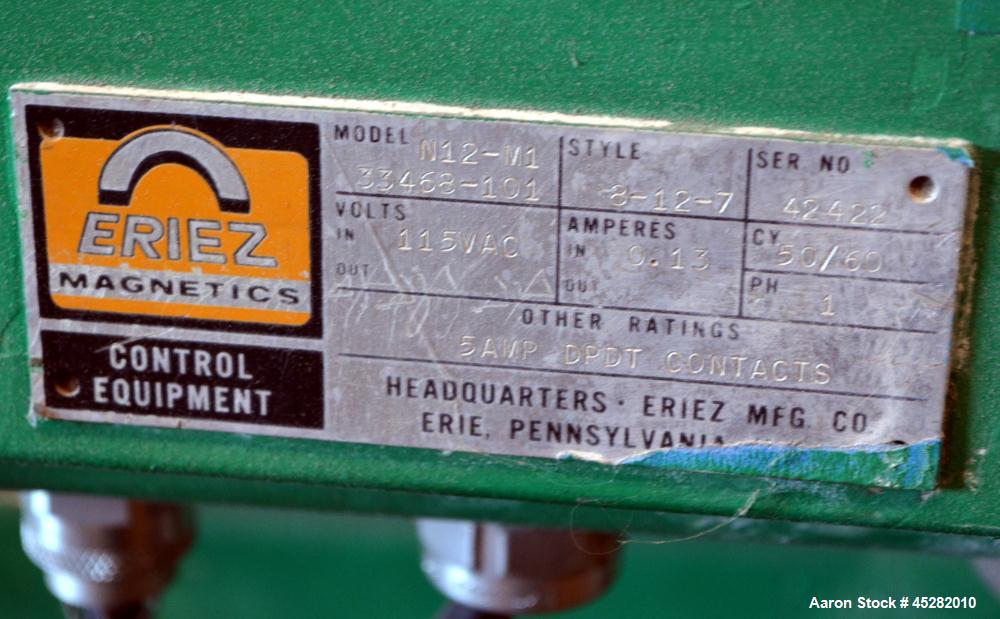 ERIEZ
MAGNETICS
CONTROL
EQUIPMENT
MODEL N12-M1
33468-101
STYLE
8-12-7
SER NO
42422
VOLTS
IN 115VAC
OUT
AMPERES
IN 0.13
OUT
CY 50/60
PH 1
OTHER RATINGS
5AMP DPDT CONTACTS
HEADQUARTERS · ERIEZ MFG. CO.
ERIE, PENNSYLVANIA
Aaron Stock # 45282010